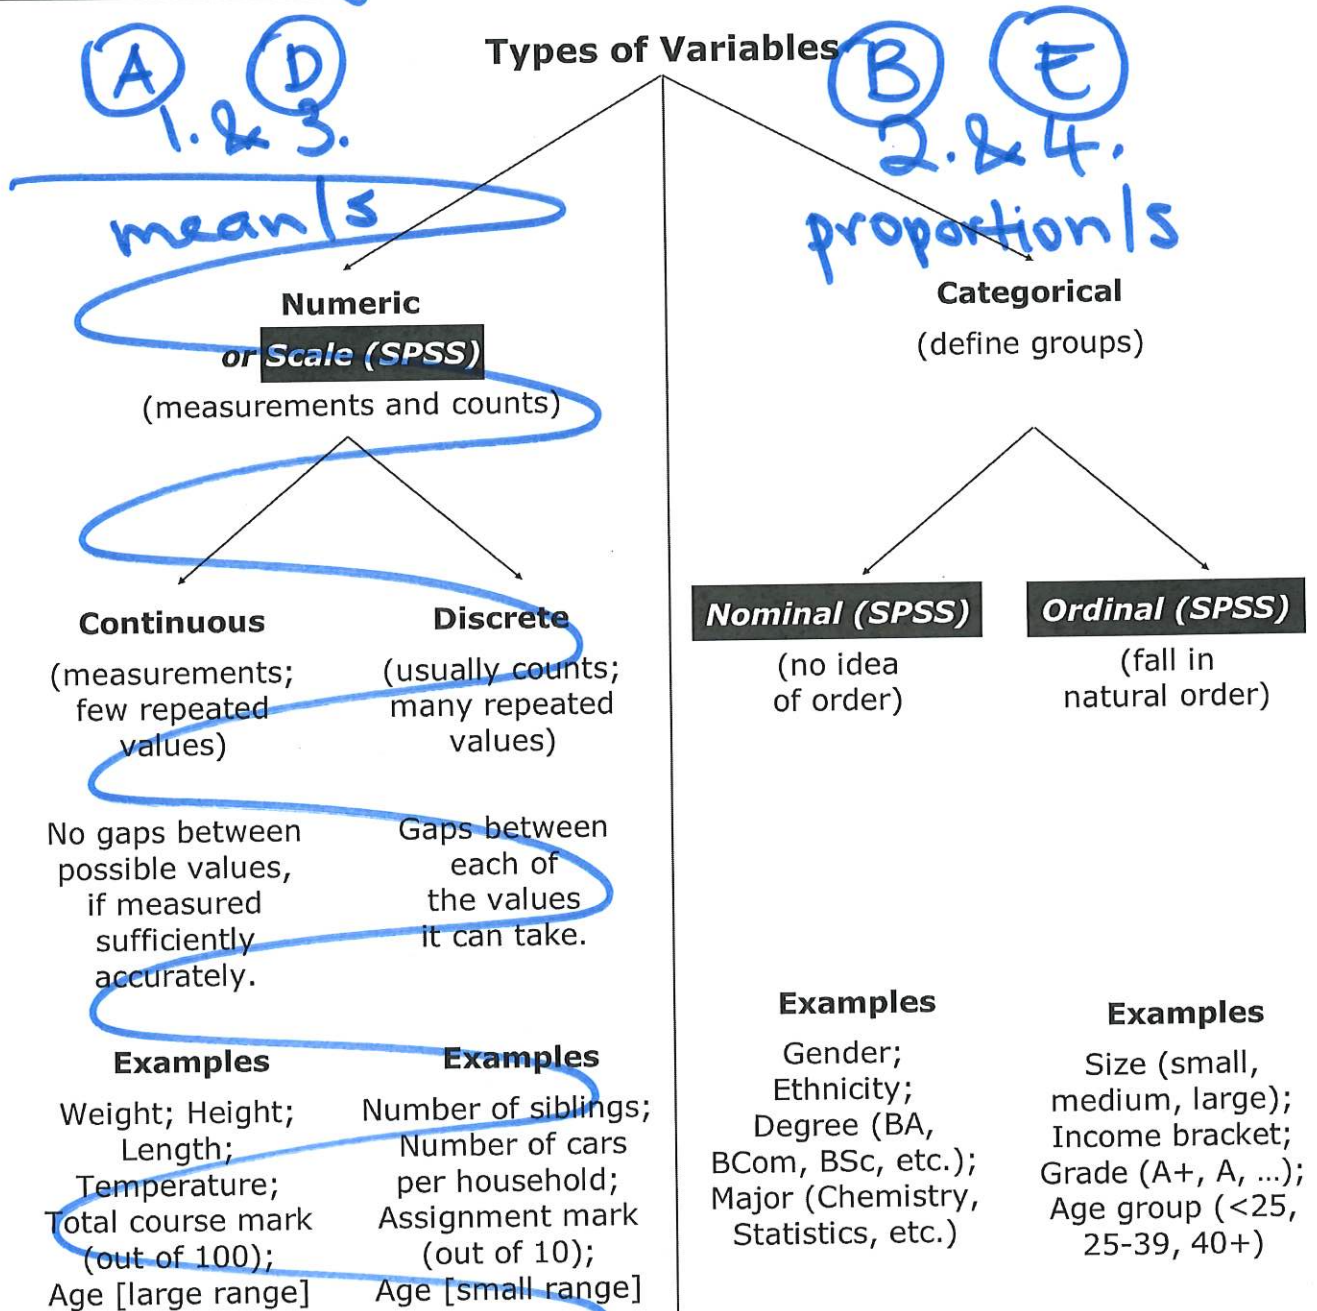 A D
1. & 3.
mean/s
Types of Variables
B E
2. & 4.
proportion/s
Numeric
or Scale (SPSS)
(measurements and counts)
Continuous
(measurements;
few repeated
values)
No gaps between
possible values,
if measured
sufficiently
accurately.
Examples
Weight; Height;
Length;
Temperature;
Total course mark
(out of 100);
Age [large range]
Discrete
(usually counts;
many repeated
values)
Gaps between
each of
the values
it can take.
Examples
Number of siblings;
Number of cars
per household;
Assignment mark
(out of 10);
Age [small range]
Categorical
(define groups)
Nominal (SPSS)
(no idea
of order)
Examples
Gender;
Ethnicity;
Degree (BA,
BCom, BSc, etc.);
Major (Chemistry,
Statistics, etc.)
Ordinal (SPSS)
(fall in
natural order)
Examples
Size (small,
medium, large);
Income bracket;
Grade (A+, A, ...);
Age group (<25,
25-39, 40+)